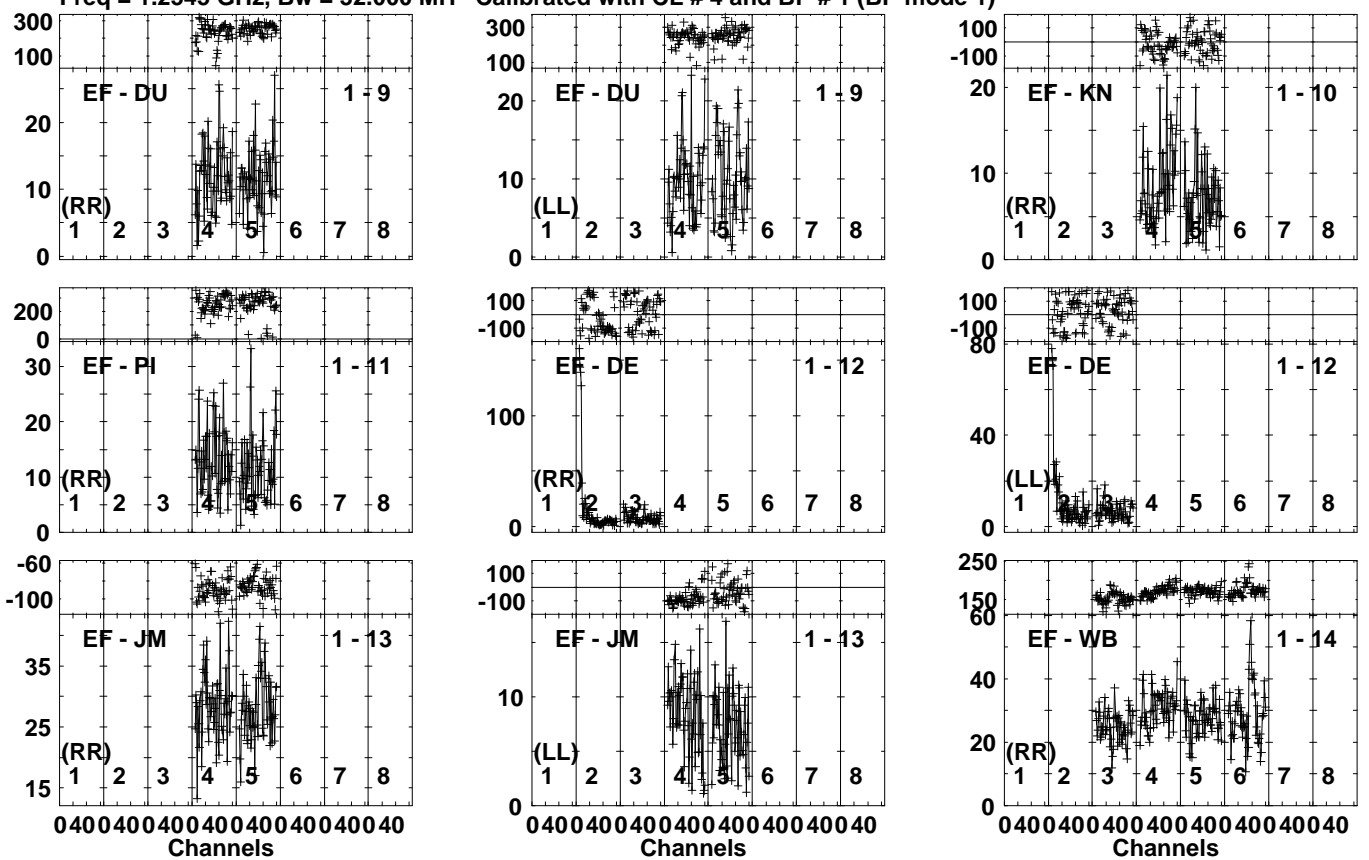 Freq = 1.2545 GHz, Bw = 32.000 MH Calibrated with CL # 4 and BP # 1 (BP mode 1)
300
100
EF - DU 1 - 9
20
10
0
(RR)
1 2 3 4 5 6 7 8
300
100
EF - DU 1 - 9
20
10
0
(LL)
1 2 3 4 5 6 7 8
100
-100
EF - KN 1 - 10
20
10
0
(RR)
1 2 3 4 5 6 7 8
200
0
EF - PI 1 - 11
30
20
10
0
(RR)
1 2 3 4 5 6 7 8
100
-100
EF - DE 1 - 12
100
0
(RR)
1 2 3 4 5 6 7 8
100
-100
80
EF - DE 1 - 12
40
0
(LL)
1 2 3 4 5 6 7 8
-60
-100
EF - JM 1 - 13
35
25
15
(RR)
1 2 3 4 5 6 7 8
100
-100
EF - JM 1 - 13
10
0
(LL)
1 2 3 4 5 6 7 8
250
150
60
EF - WB 1 - 14
40
20
0
(RR)
1 2 3 4 5 6 7 8
0 40 0 40 0 40 0 40 0 40 0 40 0 40 0 40
Channels
0 40 0 40 0 40 0 40 0 40 0 40 0 40 0 40
Channels
0 40 0 40 0 40 0 40 0 40 0 40 0 40 0 40
Channels